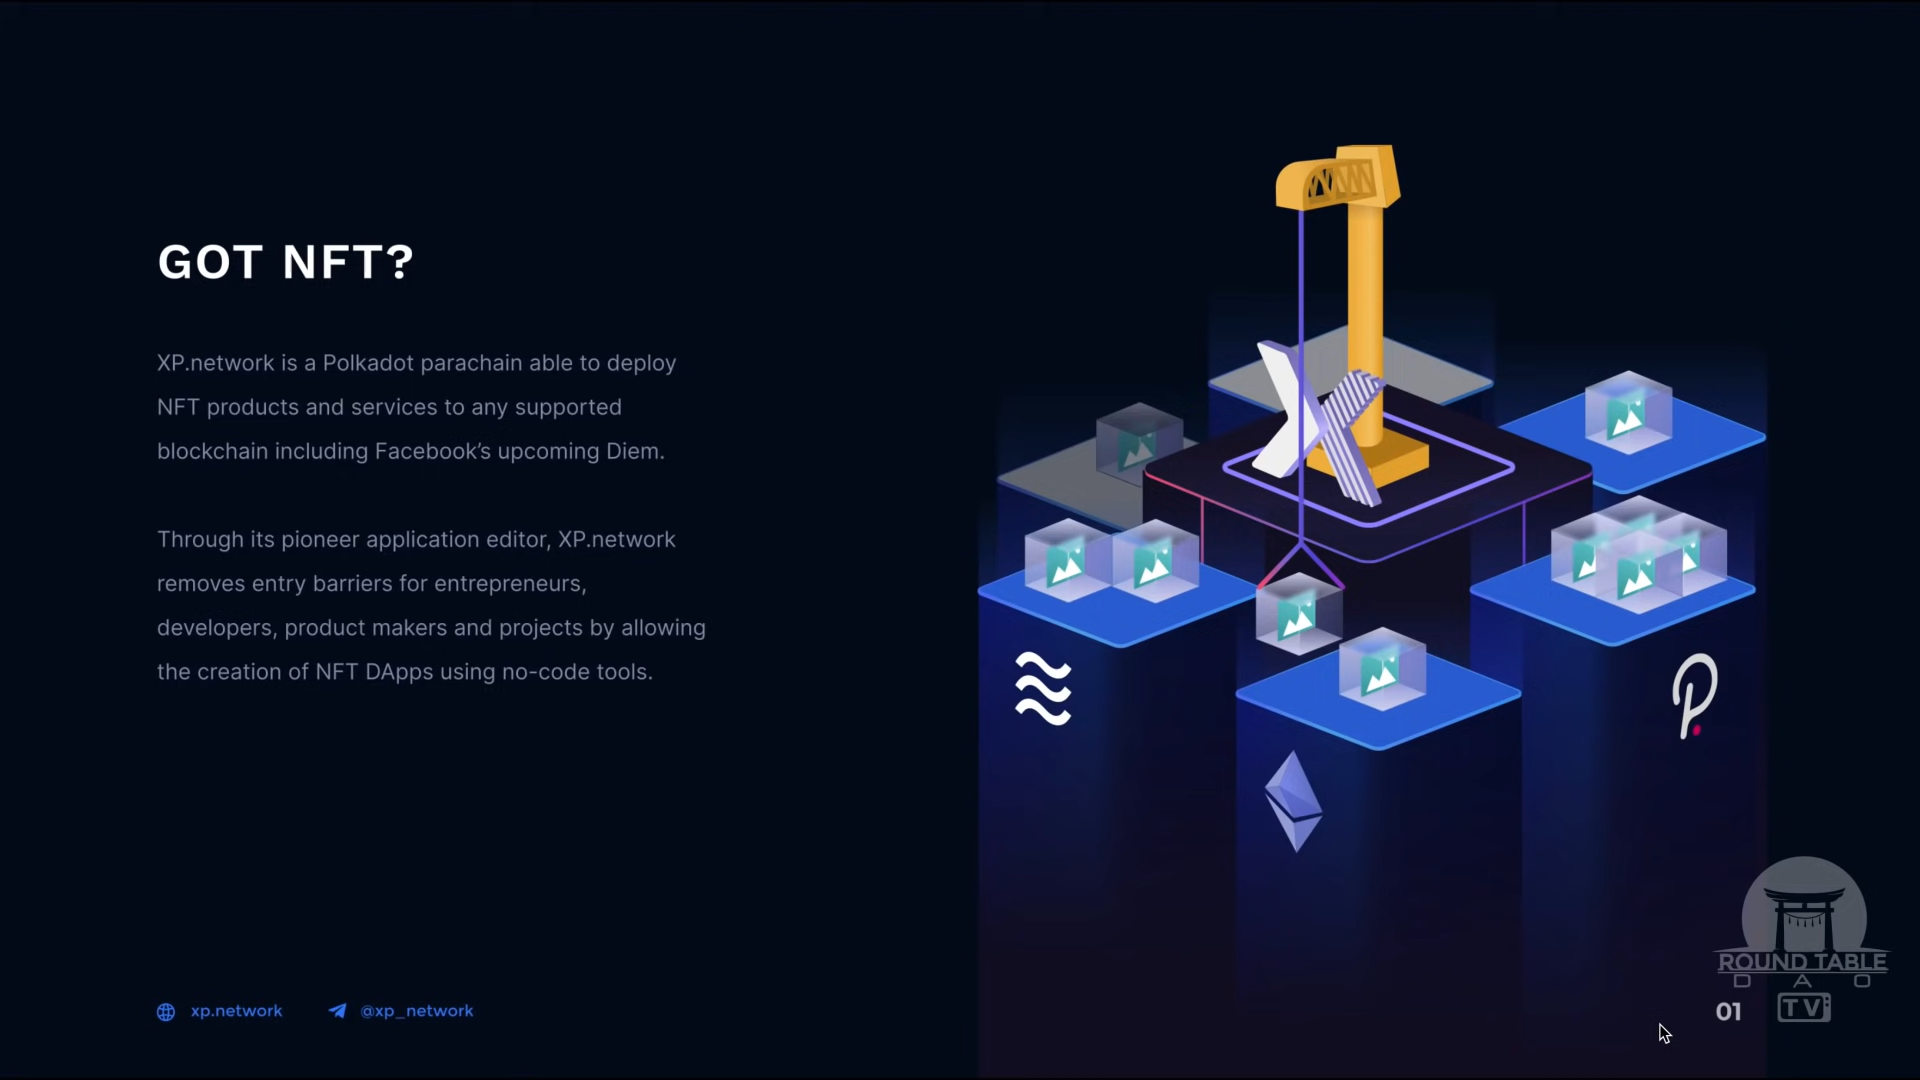 GOT NFT?
XP.network is a Polkadot parachain able to deploy
NFT products and services to any supported
blockchain including Facebook’s upcoming Diem.
Through its pioneer application editor, XP.network
removes entry barriers for entrepreneurs,
developers, product makers and projects by allowing
the creation of NFT DApps using no-code tools.
xp.network
@xp_network
ROUND TABLE
DAO
TV
01